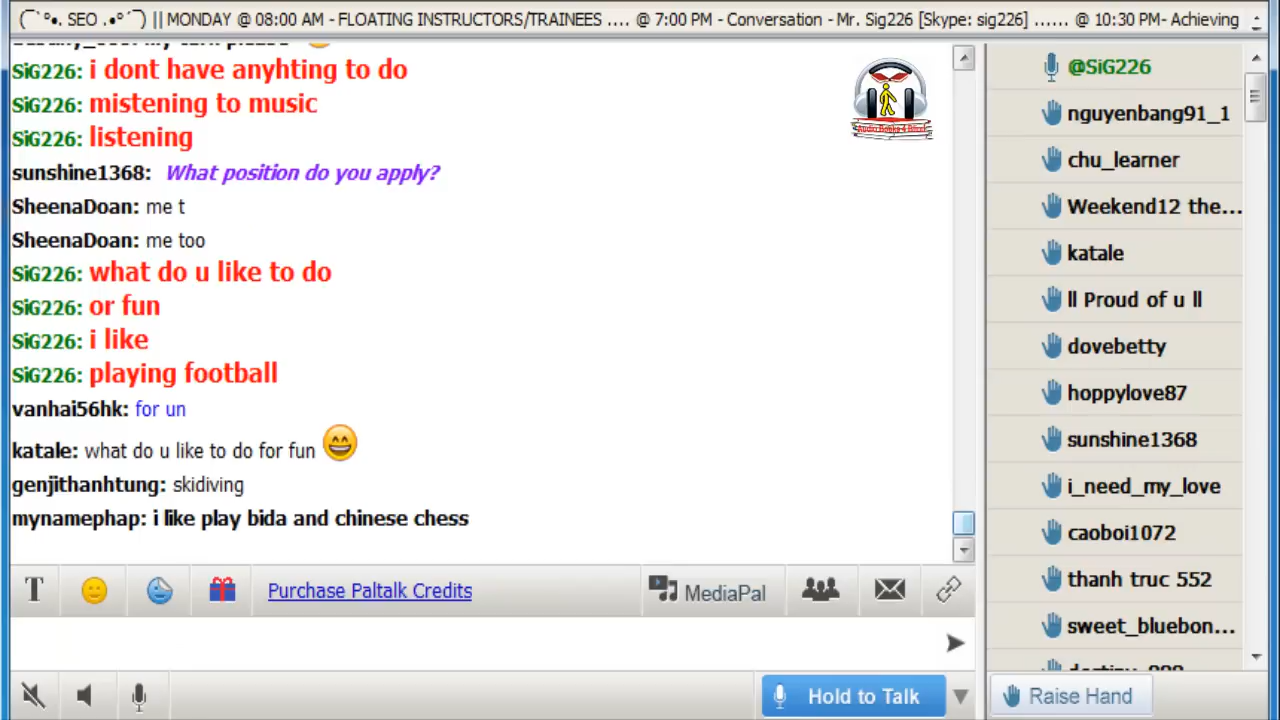 (¯`°•. SEO .•°´¯) || MONDAY @ 08:00 AM - FLOATING INSTRUCTORS/TRAINEES .... @ 7:00 PM - Conversation - Mr. Sig226 [Skype: sig226] ...... @ 10:30 PM- Achieving
SiG226: i dont have anyhting to do
SiG226: mistening to music
SiG226: listening
sunshine1368: What position do you apply?
SheenaDoan: me t
SheenaDoan: me too
SiG226: what do u like to do
SiG226: or fun
SiG226: i like
SiG226: playing football
vanhai56hk: for un
katale: what do u like to do for fun
genjithanhtung: skidiving
mynamephap: i like play bida and chinese chess
T
Purchase Paltalk Credits
MediaPal
Hold to Talk
@SiG226
nguyenbang91_1
chu_learner
Weekend12 the...
katale
ll Proud of u ll
dovebetty
hoppylove87
sunshine1368
i_need_my_love
caoboi1072
thanh truc 552
sweet_bluebon...
Raise Hand